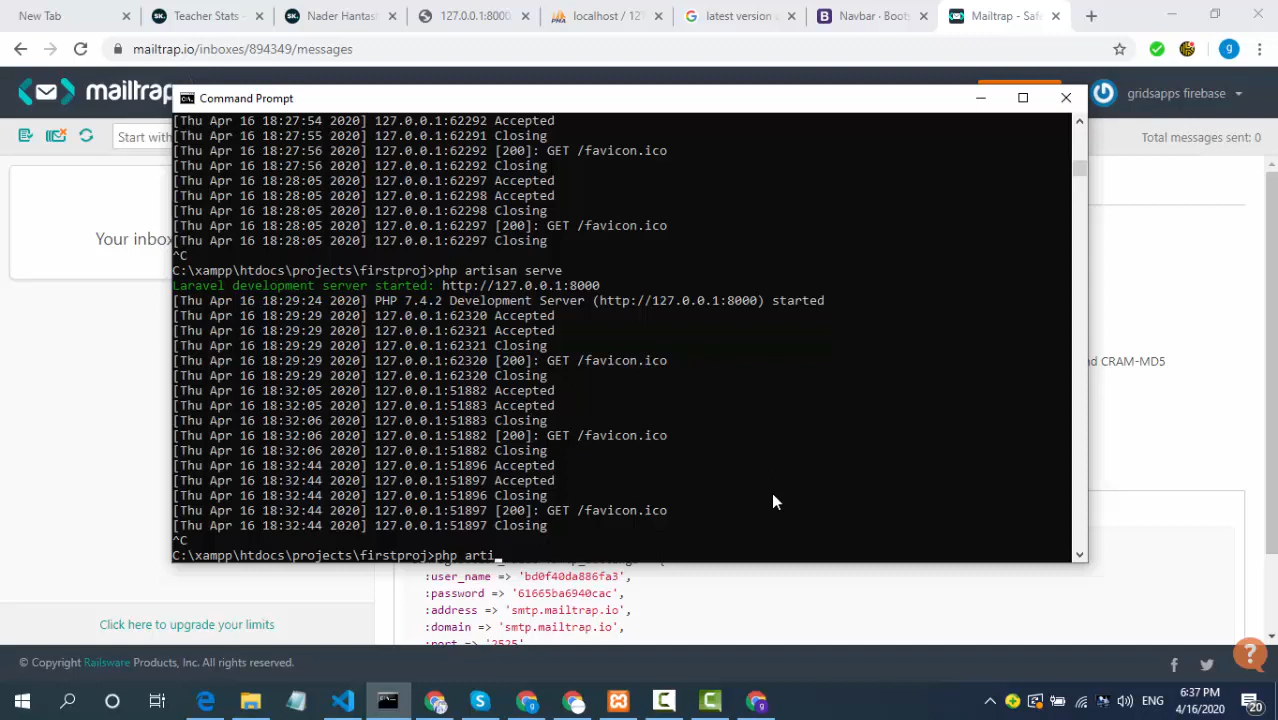 New Tab
Teacher Stats -
Nader Hantash
127.0.0.1:8000
localhost / 127
latest version
Navbar · Boots
Mailtrap - Safe
mailtrap.io/inboxes/894349/messages
g
mailtrap
gridsapps firebase
Command Prompt
Start with
Total messages sent: 0
Your inbo
[Thu Apr 16 18:27:54 2020] 127.0.0.1:62292 Accepted
[Thu Apr 16 18:27:55 2020] 127.0.0.1:62291 Closing
[Thu Apr 16 18:27:56 2020] 127.0.0.1:62292 [200]: GET /favicon.ico
[Thu Apr 16 18:27:56 2020] 127.0.0.1:62292 Closing
[Thu Apr 16 18:28:05 2020] 127.0.0.1:62297 Accepted
[Thu Apr 16 18:28:05 2020] 127.0.0.1:62298 Accepted
[Thu Apr 16 18:28:05 2020] 127.0.0.1:62298 Closing
[Thu Apr 16 18:28:05 2020] 127.0.0.1:62297 [200]: GET /favicon.ico
[Thu Apr 16 18:28:05 2020] 127.0.0.1:62297 Closing
^C
C:\xampp\htdocs\projects\firstproj>php artisan serve
Laravel development server started: http://127.0.0.1:8000
[Thu Apr 16 18:29:24 2020] PHP 7.4.2 Development Server (http://127.0.0.1:8000) started
[Thu Apr 16 18:29:29 2020] 127.0.0.1:62320 Accepted
[Thu Apr 16 18:29:29 2020] 127.0.0.1:62321 Accepted
[Thu Apr 16 18:29:29 2020] 127.0.0.1:62321 Closing
[Thu Apr 16 18:29:29 2020] 127.0.0.1:62320 [200]: GET /favicon.ico
[Thu Apr 16 18:29:29 2020] 127.0.0.1:62320 Closing
[Thu Apr 16 18:32:05 2020] 127.0.0.1:51882 Accepted
[Thu Apr 16 18:32:05 2020] 127.0.0.1:51883 Accepted
[Thu Apr 16 18:32:06 2020] 127.0.0.1:51883 Closing
[Thu Apr 16 18:32:06 2020] 127.0.0.1:51882 [200]: GET /favicon.ico
[Thu Apr 16 18:32:06 2020] 127.0.0.1:51882 Closing
[Thu Apr 16 18:32:44 2020] 127.0.0.1:51896 Accepted
[Thu Apr 16 18:32:44 2020] 127.0.0.1:51897 Accepted
[Thu Apr 16 18:32:44 2020] 127.0.0.1:51896 Closing
[Thu Apr 16 18:32:44 2020] 127.0.0.1:51897 [200]: GET /favicon.ico
[Thu Apr 16 18:32:44 2020] 127.0.0.1:51897 Closing
^C
C:\xampp\htdocs\projects\firstproj>php arti
nd CRAM-MD5
:user_name => 'bd0f40da886fa3',
:password => '61665ba6940cac',
:address => 'smtp.mailtrap.io',
:domain => 'smtp.mailtrap.io',
:port => '2525',
Click here to upgrade your limits
© Copyright Railsware Products, Inc. All rights reserved.
ENG
6:37 PM
4/16/2020
20